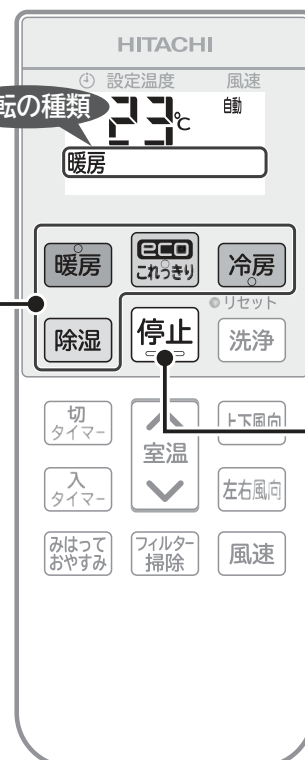 HITACHI
設定温度 風速
転の種類
23℃ 自動
暖房
暖房
eco
これっきり
冷房
リセット
除湿
停止
洗浄
切
タイマー
室温
上下風向
入
タイマー
左右風向
みはって
おやすみ
フィルター
掃除
風速